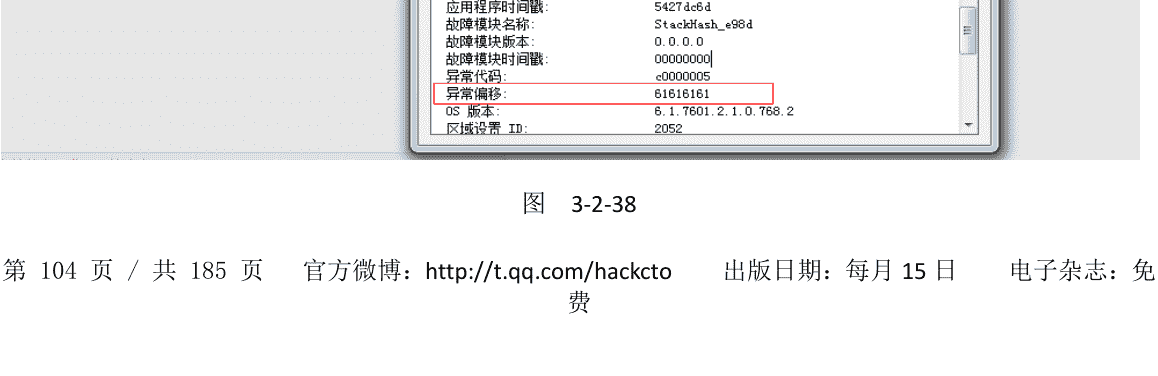 应用程序时间戳: 5427dc6d
故障模块名称: StackHash_e98d
故障模块版本: 0.0.0.0
故障模块时间戳: 00000000
异常代码: c0000005
异常偏移: 61616161
OS 版本: 6.1.7601.2.1.0.768.2
区域设置 ID: 2052
图 3-2-38
第 104 页 / 共 185 页 官方微博：http://t.qq.com/hackcto 出版日期：每月 15 日 电子杂志：免
费